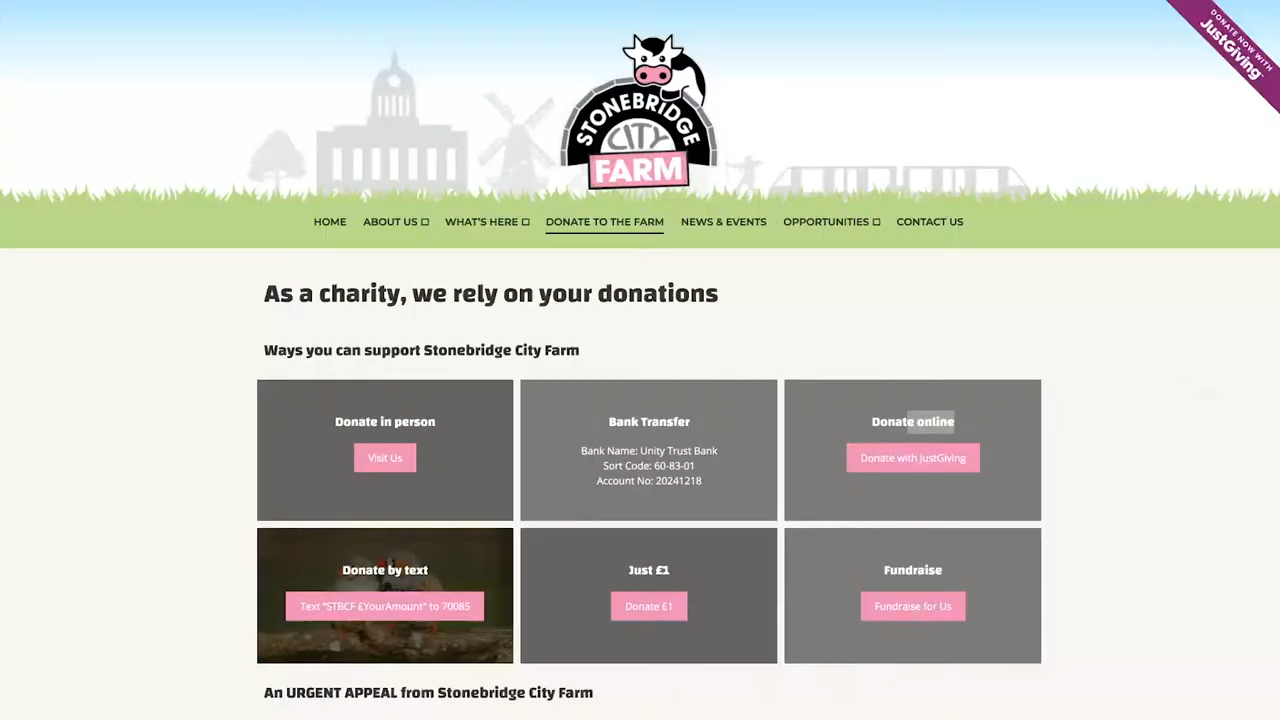 DONATE NOW WITH
JustGiving
STONEBRIDGE
CITY
FARM
HOME ABOUT US WHAT'S HERE DONATE TO THE FARM NEWS & EVENTS OPPORTUNITIES CONTACT US
As a charity, we rely on your donations
Ways you can support Stonebridge City Farm
Donate in person
Visit Us
Bank Transfer
Bank Name: Unity Trust Bank
Sort Code: 60-83-01
Account No: 20241218
Donate online
Donate with JustGiving
Donate by text
Text "STBCF £YourAmount" to 70085
Just £1
Donate £1
Fundraise
Fundraise for Us
An URGENT APPEAL from Stonebridge City Farm